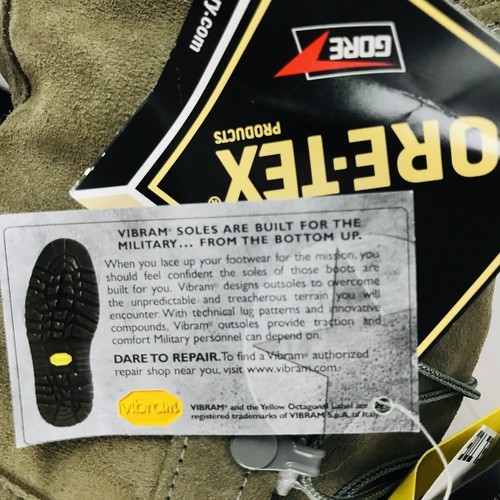 ry.com
GORE
ORE-TEX®
PRODUCTS
VIBRAM® SOLES ARE BUILT FOR THE
MILITARY... FROM THE BOTTOM UP.
When you lace up your footwear for the mission, you
should feel confident the soles of those boots are
built for you. Vibram® designs outsoles to overcome
the unpredictable and treacherous terrain you will
encounter. With technical lug patterns and innovative
compounds, Vibram® outsoles provide traction and
comfort Military personnel can depend on.
DARE TO REPAIR. To find a Vibram® authorized
repair shop near you, visit www.vibram.com.
vibram
VIBRAM® and the Yellow Octagonal Label are
registered trademarks of VIBRAM S.p.A. of Italy